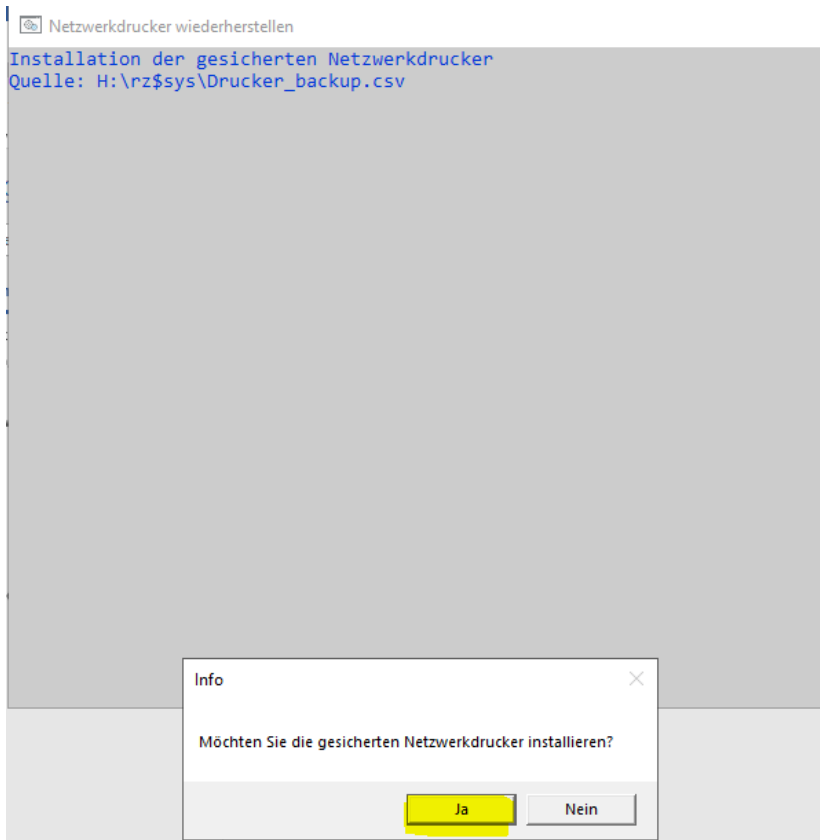 Netzwerkdrucker wiederherstellen
Installation der gesicherten Netzwerkdrucker
Quelle: H:\rz$sys\Drucker_backup.csv
Info
Möchten Sie die gesicherten Netzwerkdrucker installieren?
Ja Nein